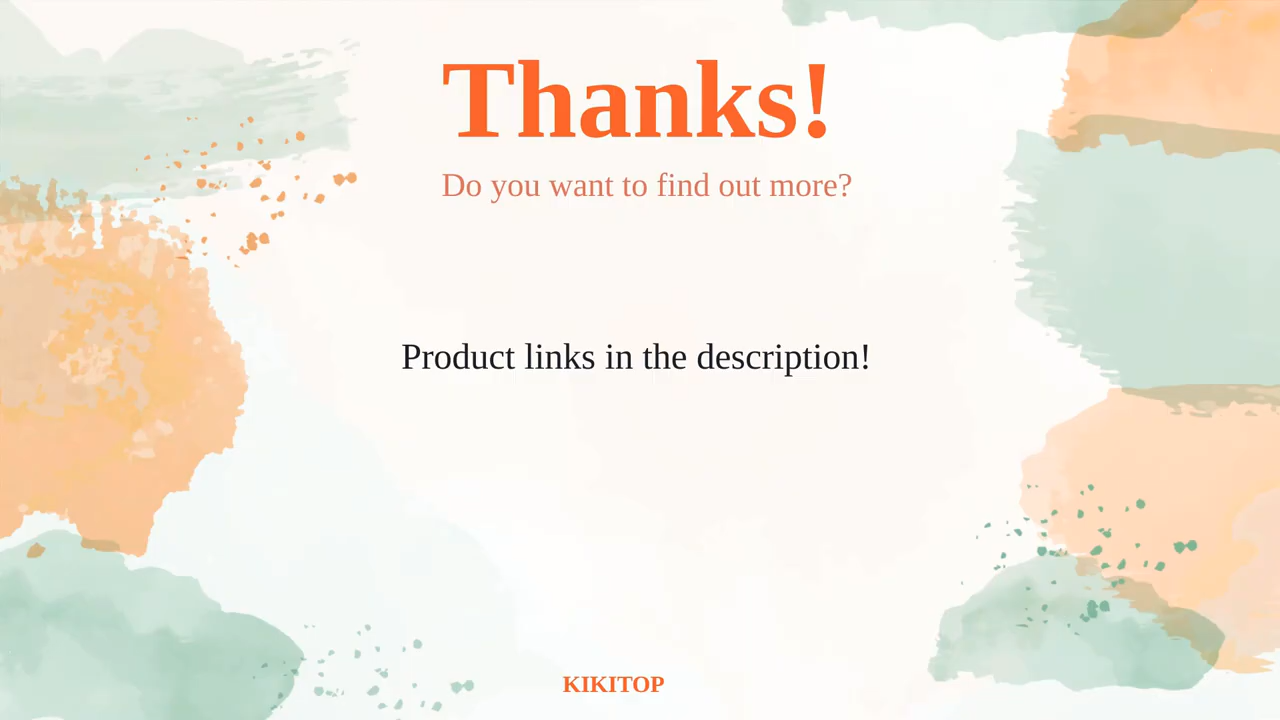 Thanks!
Do you want to find out more?
Product links in the description!
KIKITOP